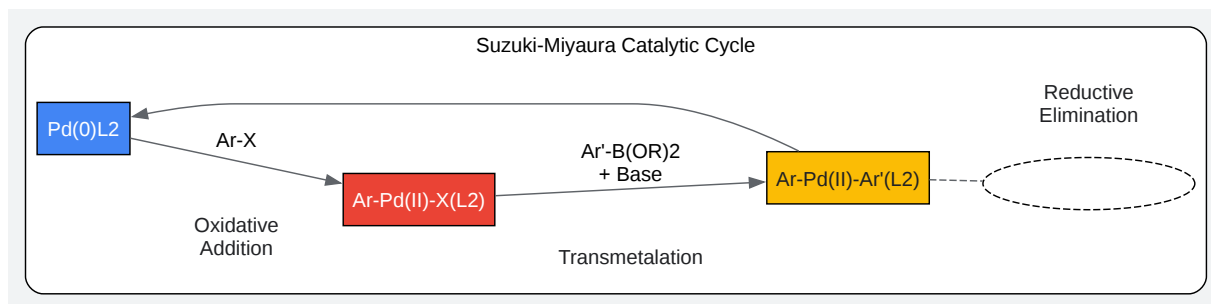 Suzuki-Miyaura Catalytic Cycle
Pd(0)L2
Ar-X
Oxidative
Addition
Ar-Pd(II)-X(L2)
Ar'-B(OR)2
+ Base
Transmetalation
Ar-Pd(II)-Ar'(L2)
Reductive
Elimination